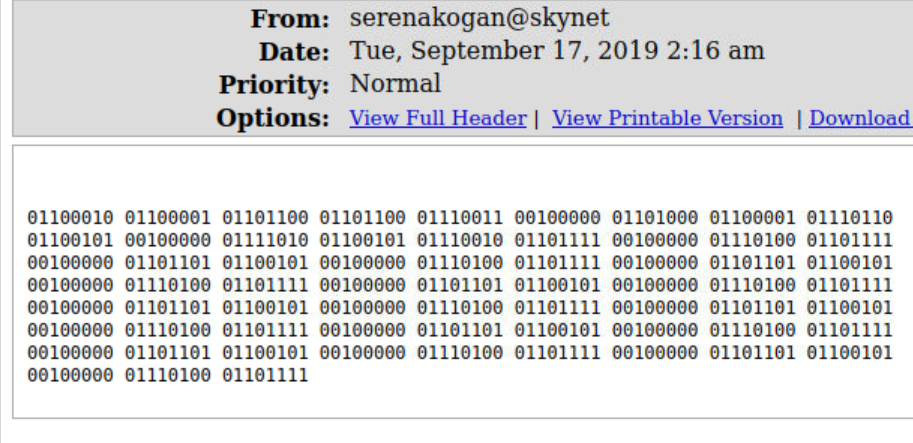 From: serenakogan@skynet
Date: Tue, September 17, 2019 2:16 am
Priority: Normal
Options: View Full Header | View Printable Version | Download
01100010 01100001 01101100 01101100 01110011 00100000 01101000 01100001 01110110
01100101 00100000 01111010 01100101 01110010 01101111 00100000 01110100 01101111
00100000 01101101 01100101 00100000 01110100 01101111 00100000 01101101 01100101
00100000 01110100 01101111 00100000 01101101 01100101 00100000 01110100 01101111
00100000 01101101 01100101 00100000 01110100 01101111 00100000 01101101 01100101
00100000 01110100 01101111 00100000 01101101 01100101 00100000 01110100 01101111
00100000 01101101 01100101 00100000 01110100 01101111 00100000 01101101 01100101
00100000 01110100 01101111